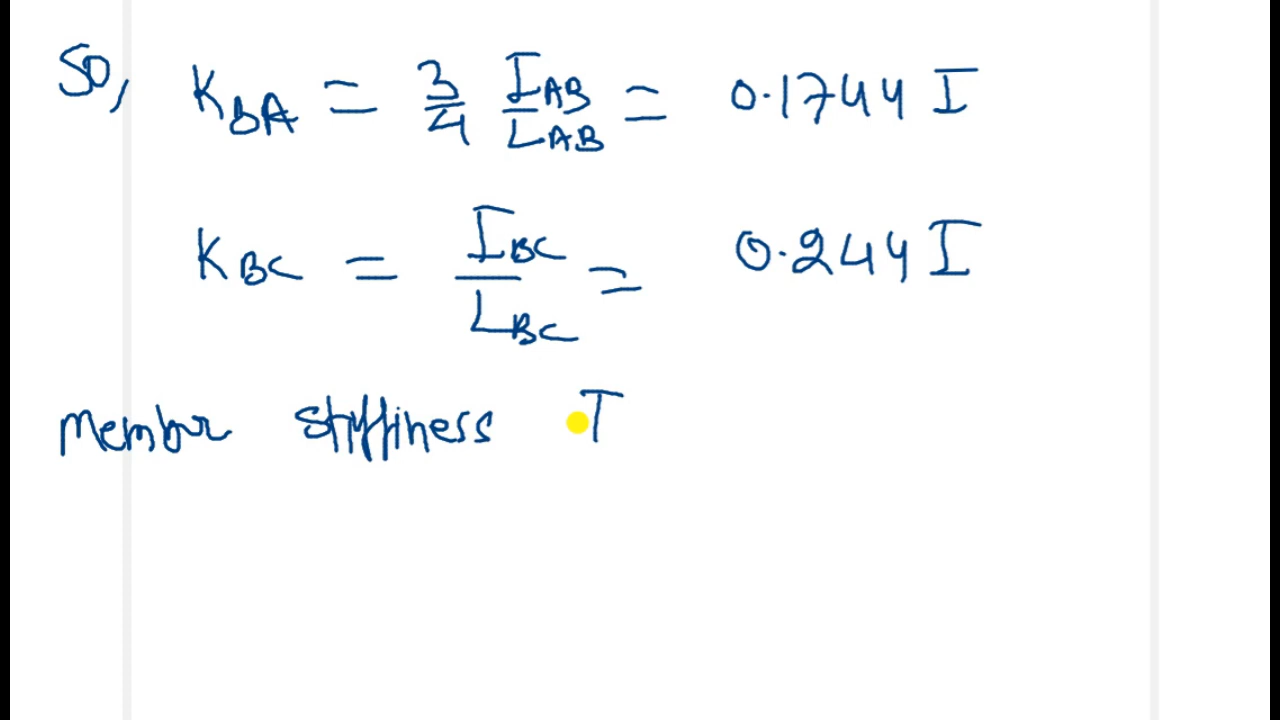 So, K_BA = 3/4 I_AB/L_AB = 0.1744 I
K_BC = I_BC/L_BC = 0.244 I
Member stiffiness T